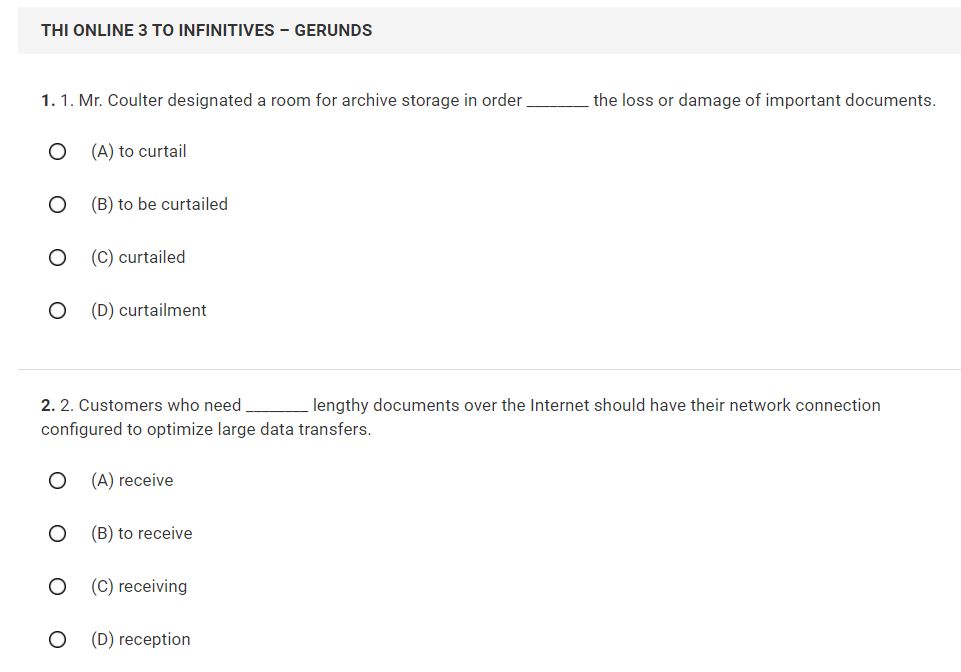 THI ONLINE 3 TO INFINITIVES – GERUNDS
1. 1. Mr. Coulter designated a room for archive storage in order ________ the loss or damage of important documents.
(A) to curtail
(B) to be curtailed
(C) curtailed
(D) curtailment
2. 2. Customers who need ________ lengthy documents over the Internet should have their network connection
configured to optimize large data transfers.
(A) receive
(B) to receive
(C) receiving
(D) reception